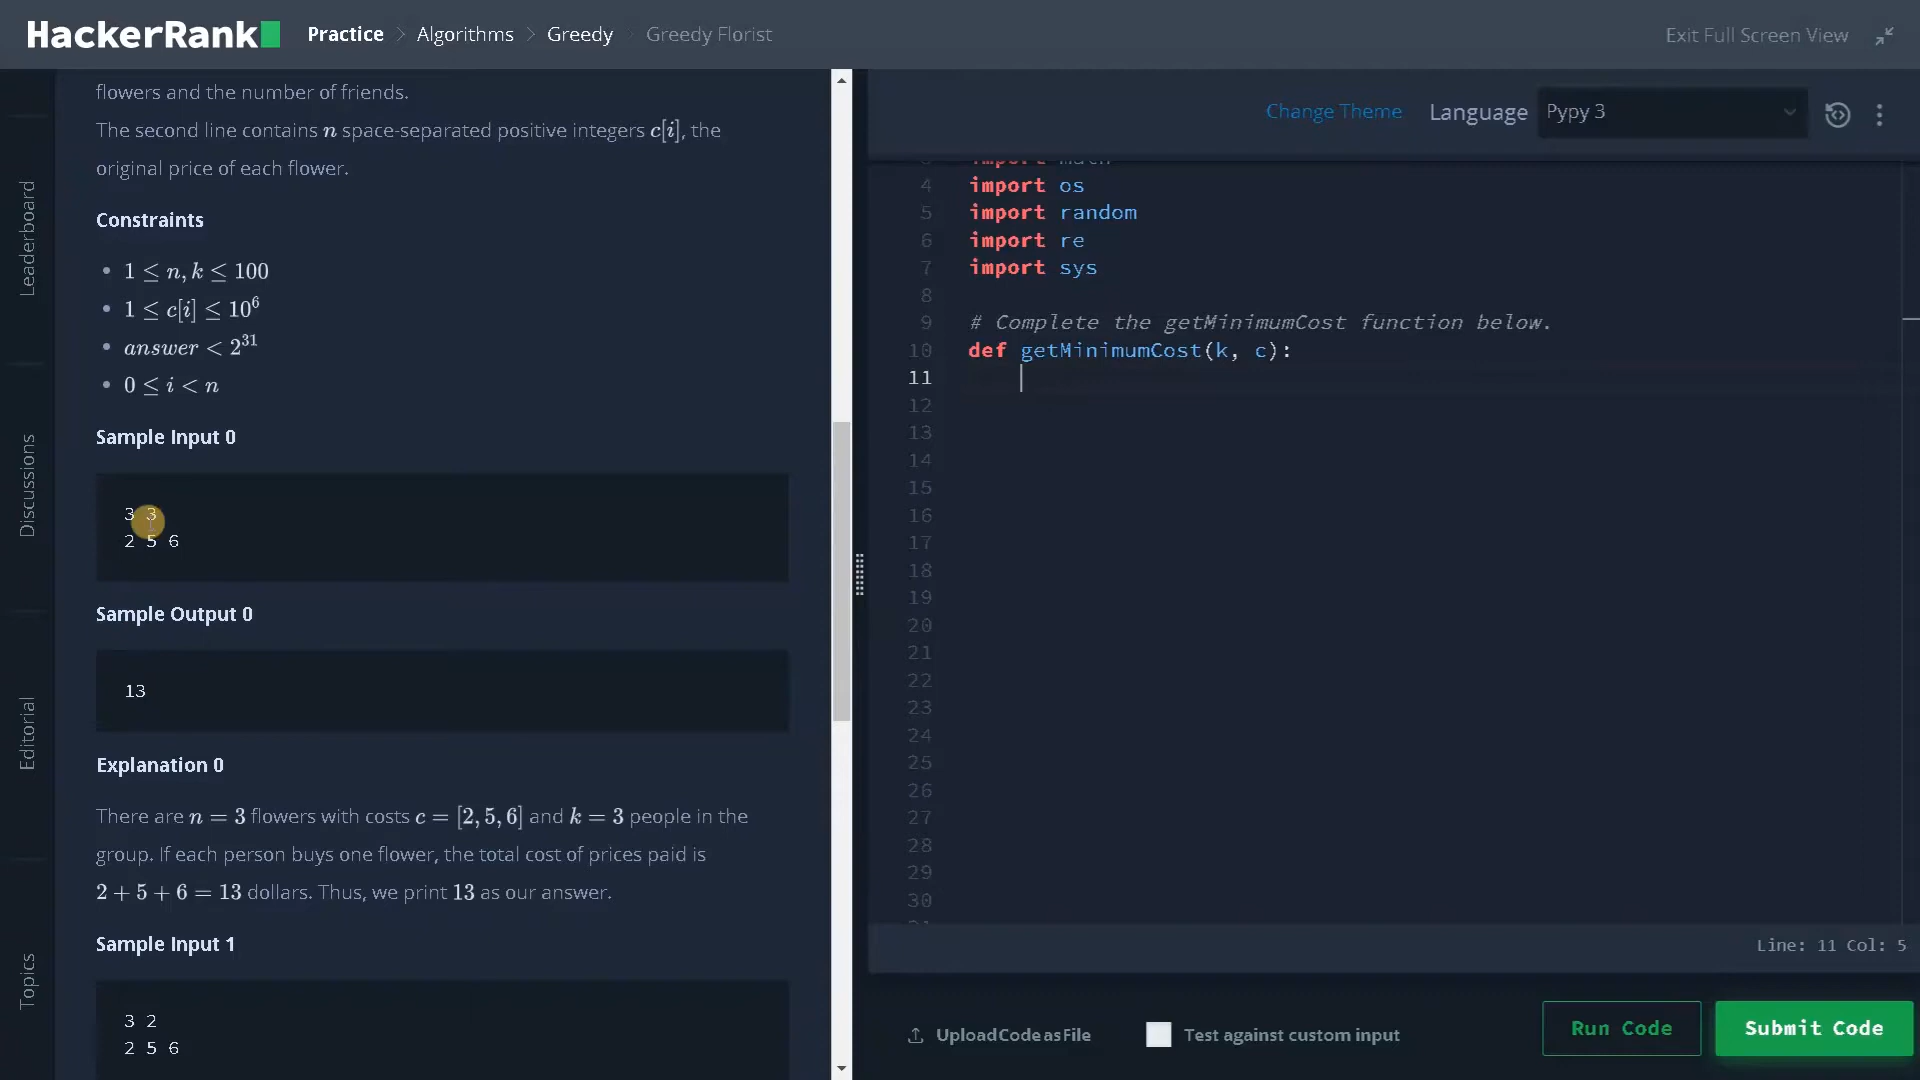 HackerRank
Practice > Algorithms > Greedy > Greedy Florist
Exit Full Screen View
Leaderboard
Discussions
Editorial
Topics
flowers and the number of friends.
The second line contains n space-separated positive integers c[i], the
original price of each flower.
Constraints
• 1 ≤ n, k ≤ 100
• 1 ≤ c[i] ≤ 10^6
• answer < 2^31
• 0 ≤ i < n
Sample Input 0
3 3
2 5 6
Sample Output 0
13
Explanation 0
There are n = 3 flowers with costs c = [2, 5, 6] and k = 3 people in the
group. If each person buys one flower, the total cost of prices paid is
2 + 5 + 6 = 13 dollars. Thus, we print 13 as our answer.
Sample Input 1
3 2
2 5 6
Change Theme Language Pypy 3
import math
4 import os
5 import random
6 import re
7 import sys
8
9 # Complete the getMinimumCost function below.
10 def getMinimumCost(k, c):
11
12
13
14
15
16
17
18
19
20
21
22
23
24
25
26
27
28
29
30
Line: 11 Col: 5
Upload Code as File
Test against custom input
Run Code
Submit Code